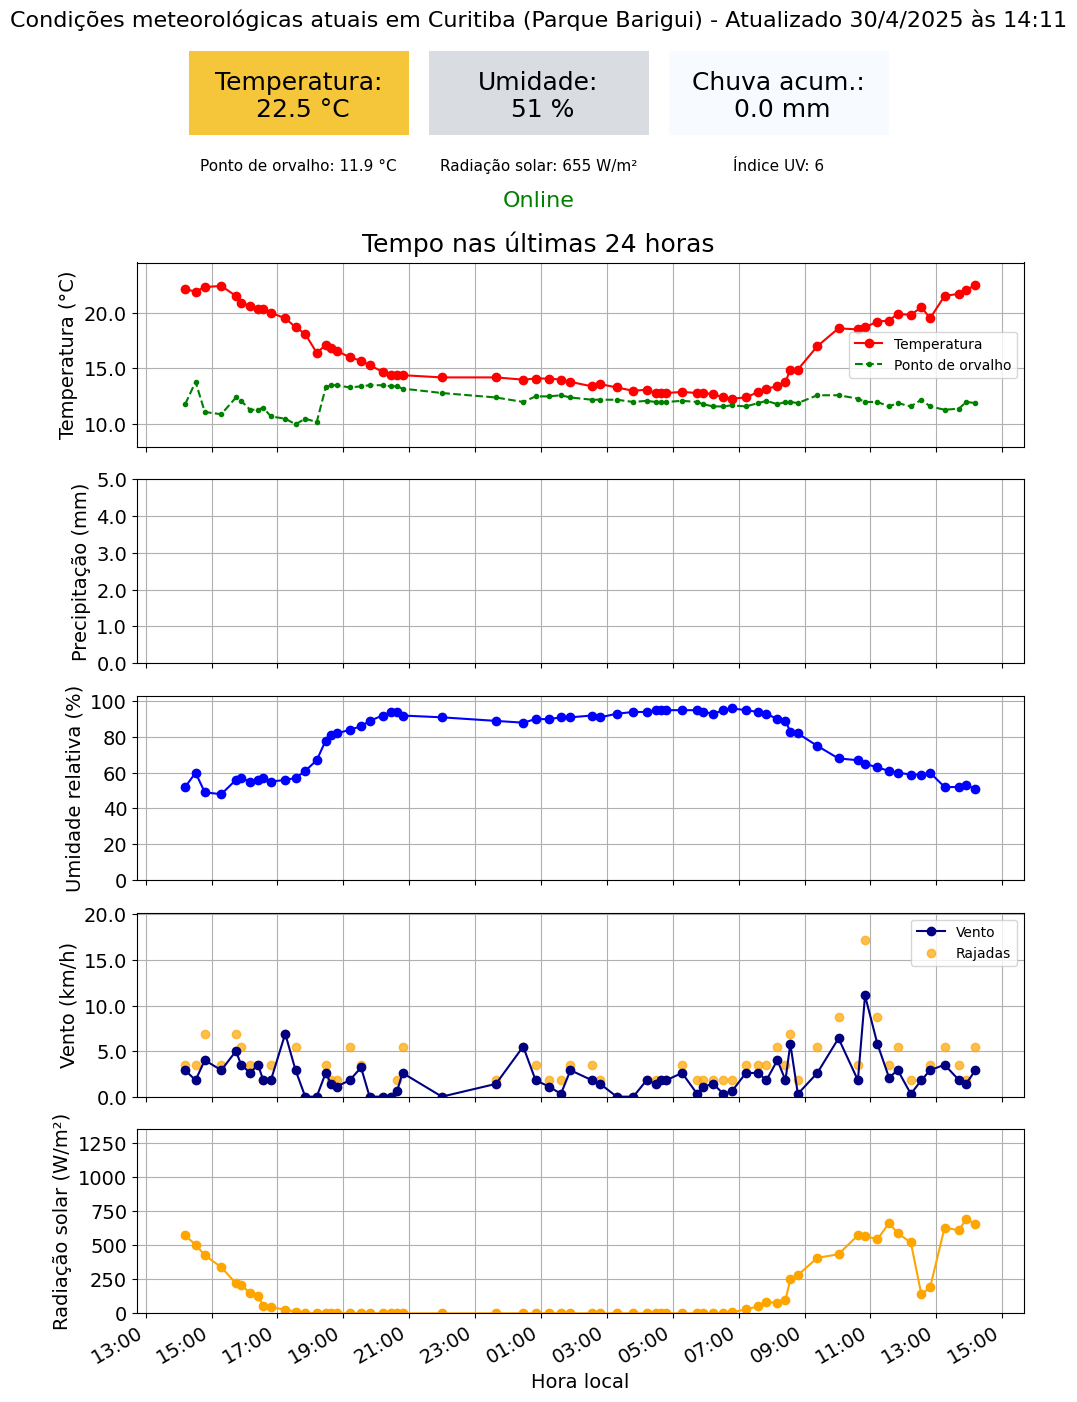 Condições meteorológicas atuais em Curitiba (Parque Barigui) - Atualizado 30/4/2025 às 14:11
Temperatura:
22.5 °C
Umidade:
51 %
Chuva acum.:
0.0 mm
Ponto de orvalho: 11.9 °C
Radiação solar: 655 W/m²
Índice UV: 6
Online
Tempo nas últimas 24 horas
Temperatura (°C)
20.0
15.0
10.0
Temperatura
Ponto de orvalho
Precipitação (mm)
5.0
4.0
3.0
2.0
1.0
0.0
Umidade relativa (%)
100
80
60
40
20
0
Vento (km/h)
20.0
15.0
10.0
5.0
0.0
Vento
Rajadas
Radiação solar (W/m²)
1250
1000
750
500
250
0
13:00
15:00
17:00
19:00
21:00
23:00
01:00
03:00
05:00
07:00
09:00
11:00
13:00
15:00
Hora local